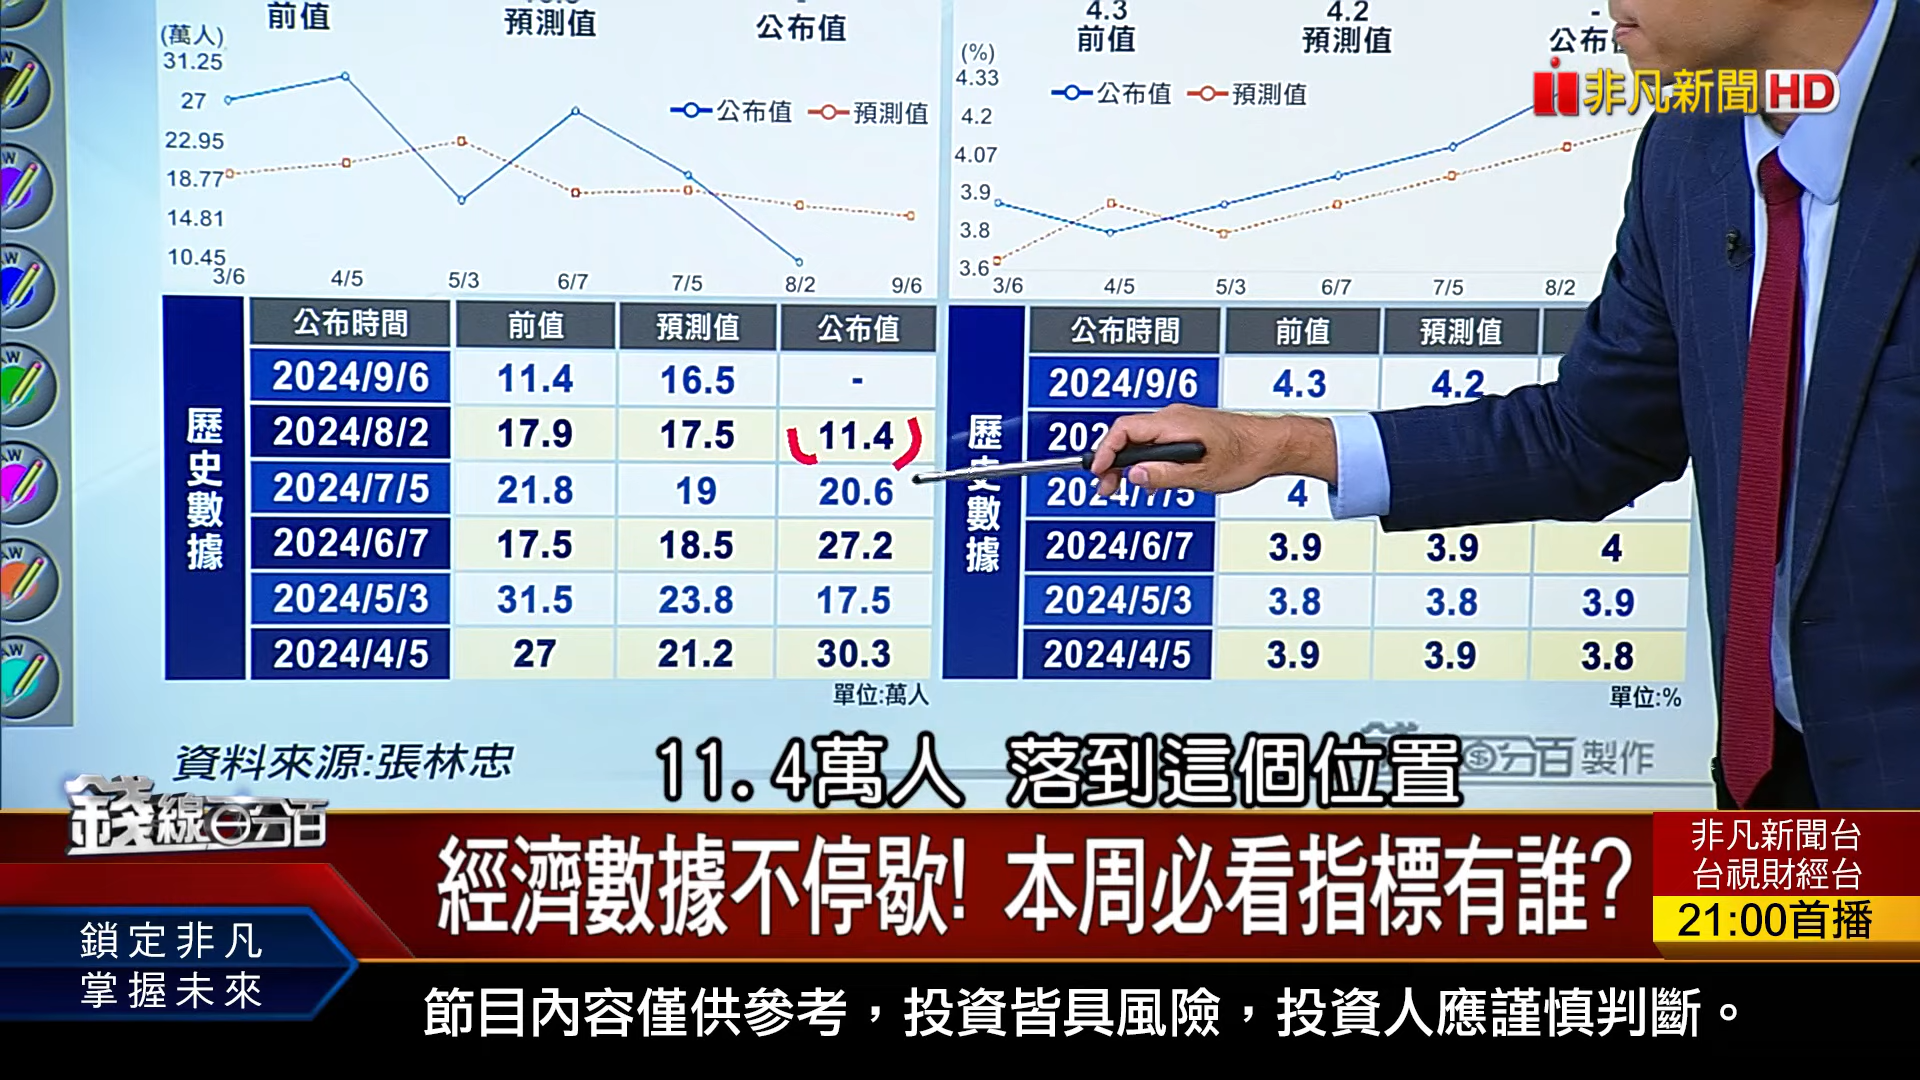 4.3
4.2
-
前值
預測值
公布值
前值
預測值
(萬人)
31.25
27
22.95
18.77
14.81
10.45
公布值
預測值
3/6
4/5
5/3
6/7
7/5
8/2
9/6
(%)
4.33
4.2
4.07
3.9
3.8
3.6
公布值
預測值
3/6
4/5
5/3
6/7
7/5
8/2
非凡新聞HD
歷史數據
公布時間 前值 預測值 公布值
2024/9/6 11.4 16.5 -
2024/8/2 17.9 17.5 11.4
2024/7/5 21.8 19 20.6
2024/6/7 17.5 18.5 27.2
2024/5/3 31.5 23.8 17.5
2024/4/5 27 21.2 30.3
單位:萬人
歷史數據
公布時間 前值 預測值
2024/9/6 4.3 4.2
2024/7/5 4
2024/6/7 3.9 3.9 4
2024/5/3 3.8 3.8 3.9
2024/4/5 3.9 3.9 3.8
單位:%
資料來源:張林忠
分百製作
11.4萬人 落到這個位置
錢線百分百
經濟數據不停歇! 本周必看指標有誰?
非凡新聞台
台視財經台
21:00首播
鎖定非凡
掌握未來
節目內容僅供參考，投資皆具風險，投資人應謹慎判斷。